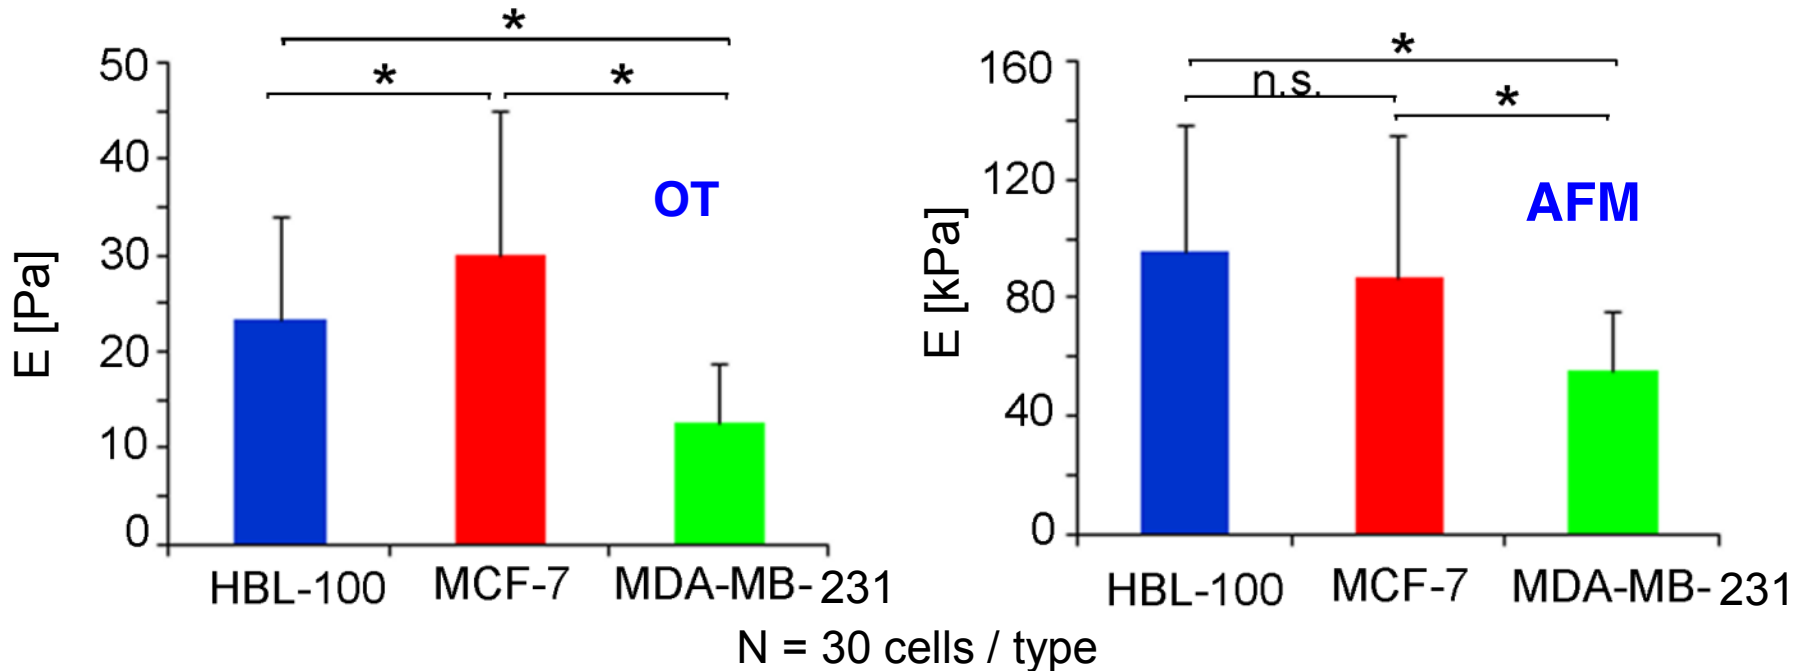 *
* *
50
40
30
20
10
0
E [Pa]
OT
HBL-100 MCF-7 MDA-MB-231
*
n.s.
*
160
120
80
40
0
E [kPa]
AFM
HBL-100 MCF-7 MDA-MB-231
N = 30 cells / type